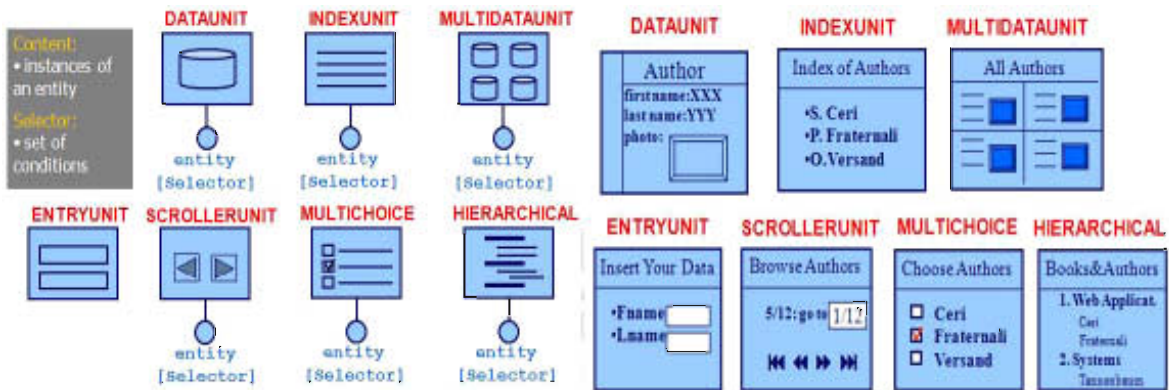 DATAUNIT
INDEXUNIT
MULTIDATAUNIT
Content:
• instances of
an entity
Selector:
• set of
conditions
entity
[Selector]
entity
[Selector]
entity
[Selector]
ENTRYUNIT
SCROLLERUNIT
MULTICHOICE
HIERARCHICAL
entity
[Selector]
entity
[Selector]
entity
[Selector]
DATAUNIT
INDEXUNIT
MULTIDATAUNIT
Author
first name:XXX
last name:YYY
photo:
Index of Authors
•S. Ceri
•P. Fraternali
•O.Versand
All Authors
ENTRYUNIT
SCROLLERUNIT
MULTICHOICE
HIERARCHICAL
Insert Your Data
•Fname
•Lname
Browse Authors
5/12: go to 1/12
Choose Authors
Ceri
Fraternali
Versand
Books&Authors
1. Web Applicat.
Ceri
Fraternali
2. Systems
Tanenbaum